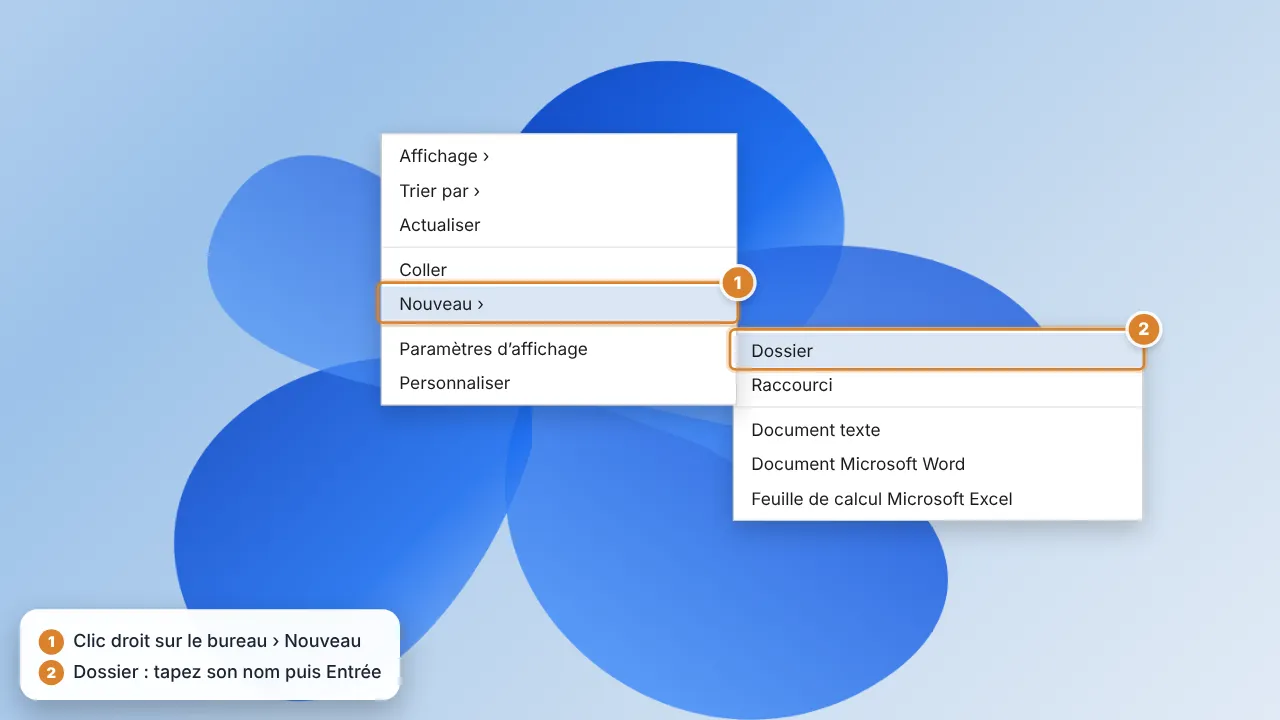 Affichage ›
Trier par ›
Actualiser
Coller
Nouveau ›
1
Paramètres d’affichage
Personnaliser
2
Dossier
Raccourci
Document texte
Document Microsoft Word
Feuille de calcul Microsoft Excel
1 Clic droit sur le bureau › Nouveau
2 Dossier : tapez son nom puis Entrée